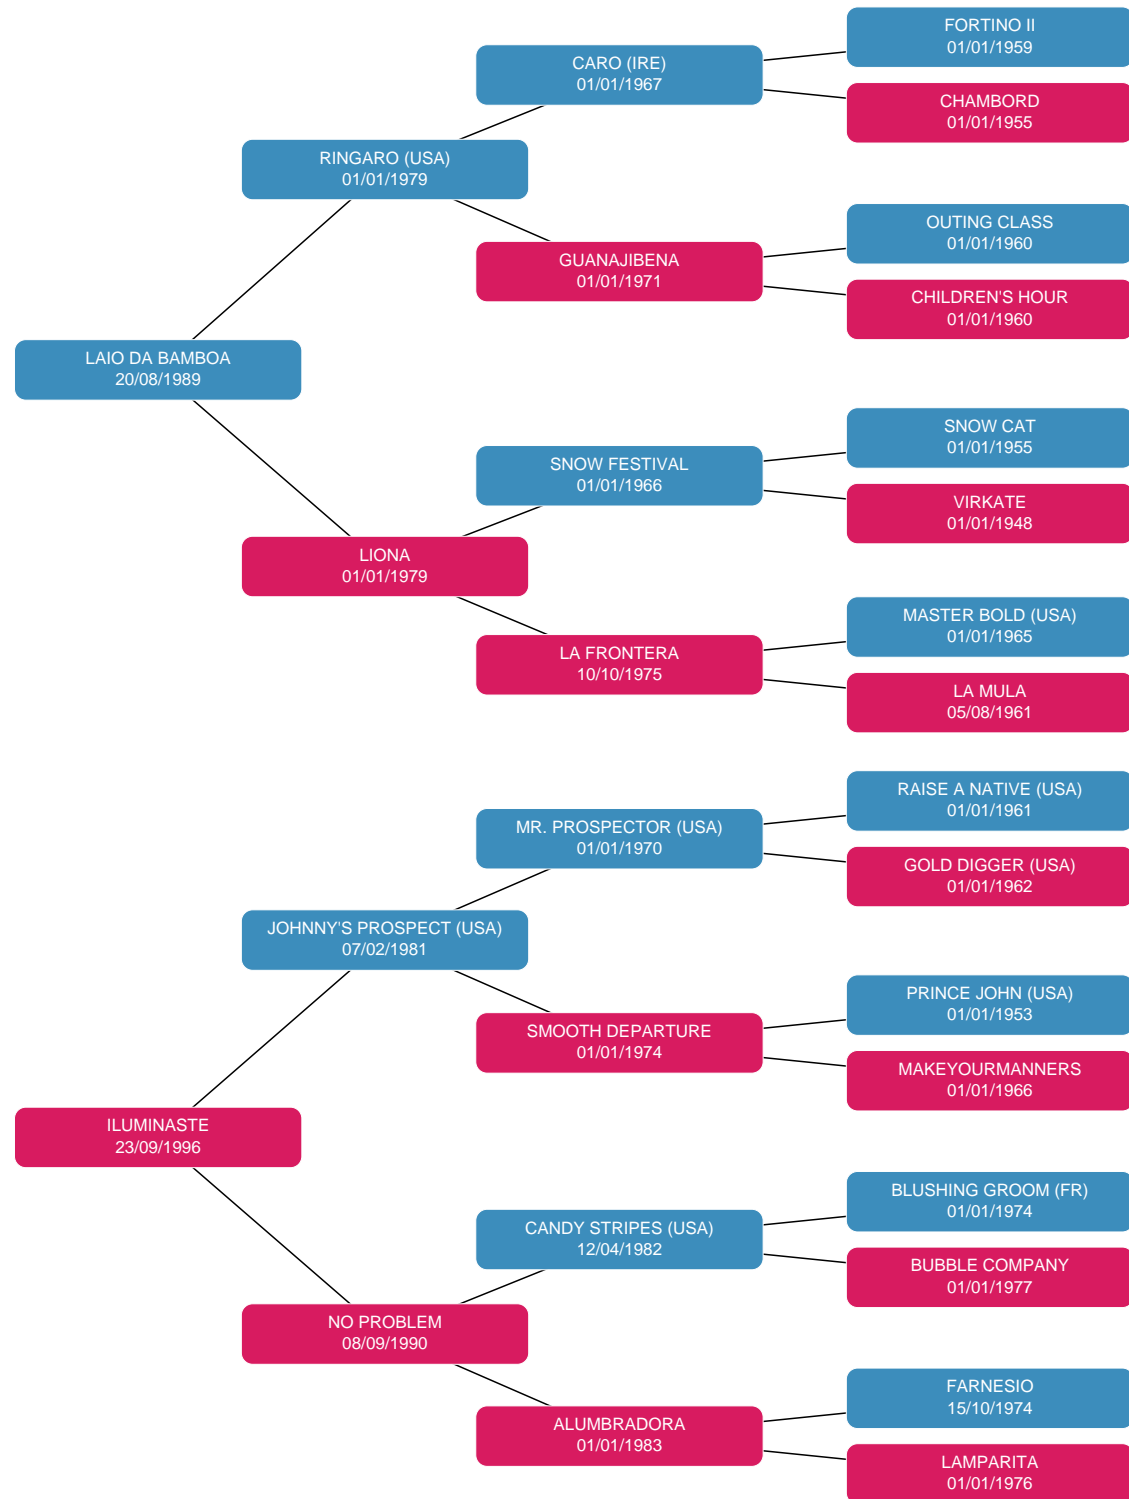 FORTINO II
01/01/1959
CARO (IRE)
01/01/1967
CHAMBORD
01/01/1955
RINGARO (USA)
01/01/1979
OUTING CLASS
01/01/1960
GUANAJIBENA
01/01/1971
CHILDREN'S HOUR
01/01/1960
LAIO DA BAMBOA
20/08/1989
SNOW CAT
01/01/1955
SNOW FESTIVAL
01/01/1966
VIRKATE
01/01/1948
LIONA
01/01/1979
MASTER BOLD (USA)
01/01/1965
LA FRONTERA
10/10/1975
LA MULA
05/08/1961
RAISE A NATIVE (USA)
01/01/1961
MR. PROSPECTOR (USA)
01/01/1970
GOLD DIGGER (USA)
01/01/1962
JOHNNY'S PROSPECT (USA)
07/02/1981
PRINCE JOHN (USA)
01/01/1953
SMOOTH DEPARTURE
01/01/1974
MAKEYOURMANNERS
01/01/1966
ILUMINASTE
23/09/1996
BLUSHING GROOM (FR)
01/01/1974
CANDY STRIPES (USA)
12/04/1982
BUBBLE COMPANY
01/01/1977
NO PROBLEM
08/09/1990
FARNESIO
15/10/1974
ALUMBRADORA
01/01/1983
LAMPARITA
01/01/1976